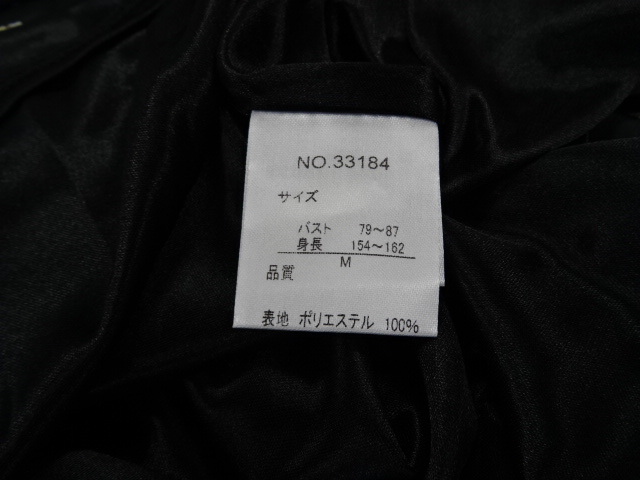 NO.33184
サイズ
バスト 79～87
身長 154～162
M
品質
表地 ポリエステル 100%